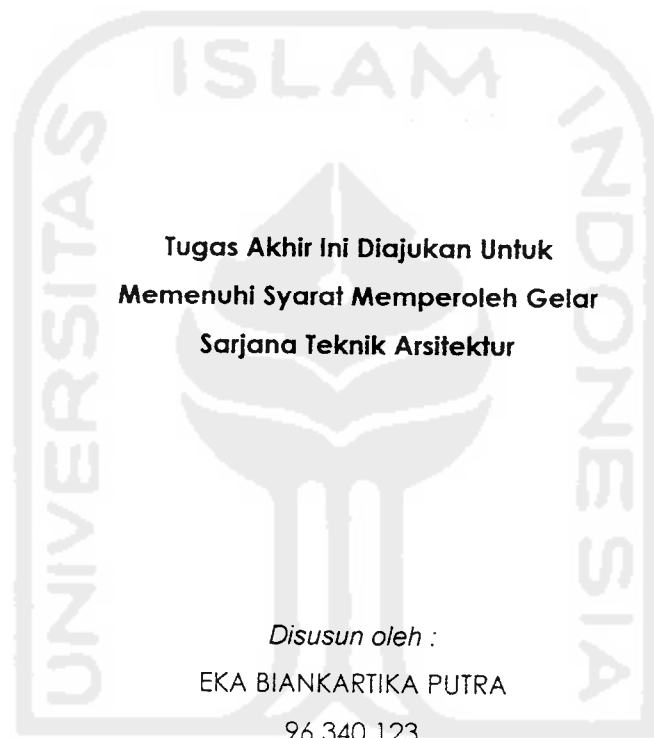 UNIVERSITAS
ISLAM
INDONESIA
Tugas Akhir Ini Diajukan Untuk
Memenuhi Syarat Memperoleh Gelar
Sarjana Teknik Arsitektur
Disusun oleh :
EKA BIANKARTIKA PUTRA
96 340 123